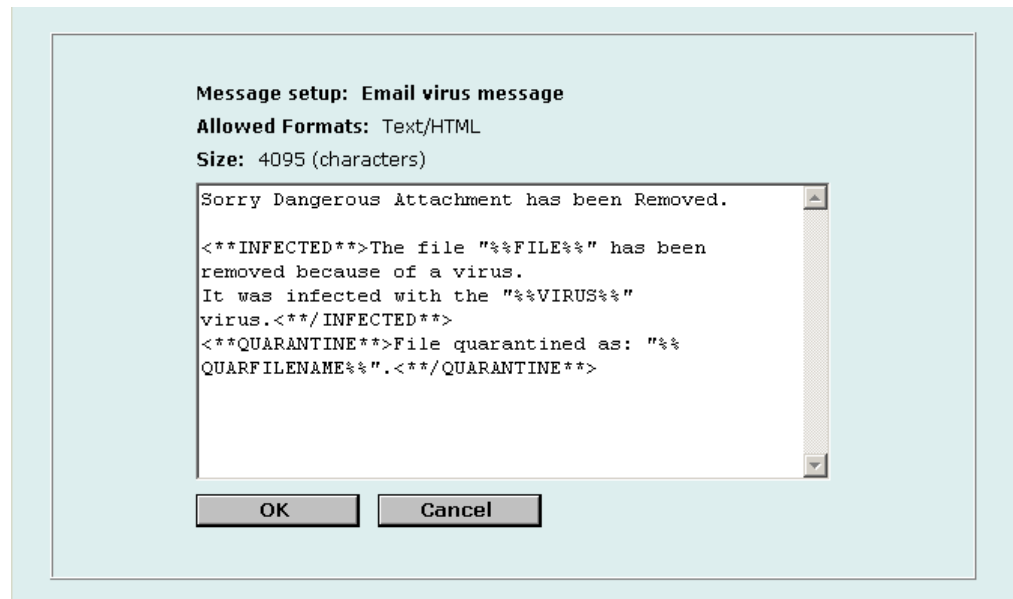 Message setup: Email virus message
Allowed Formats: Text/HTML
Size: 4095 (characters)
Sorry Dangerous Attachment has been Removed.
<**INFECTED**>The file "%%FILE%%" has been
removed because of a virus.
It was infected with the "%%VIRUS%%"
virus.<**/INFECTED**>
<**QUARANTINE**>File quarantined as: "%%
QUARFILENAME%%".<**/QUARANTINE**>
OK Cancel